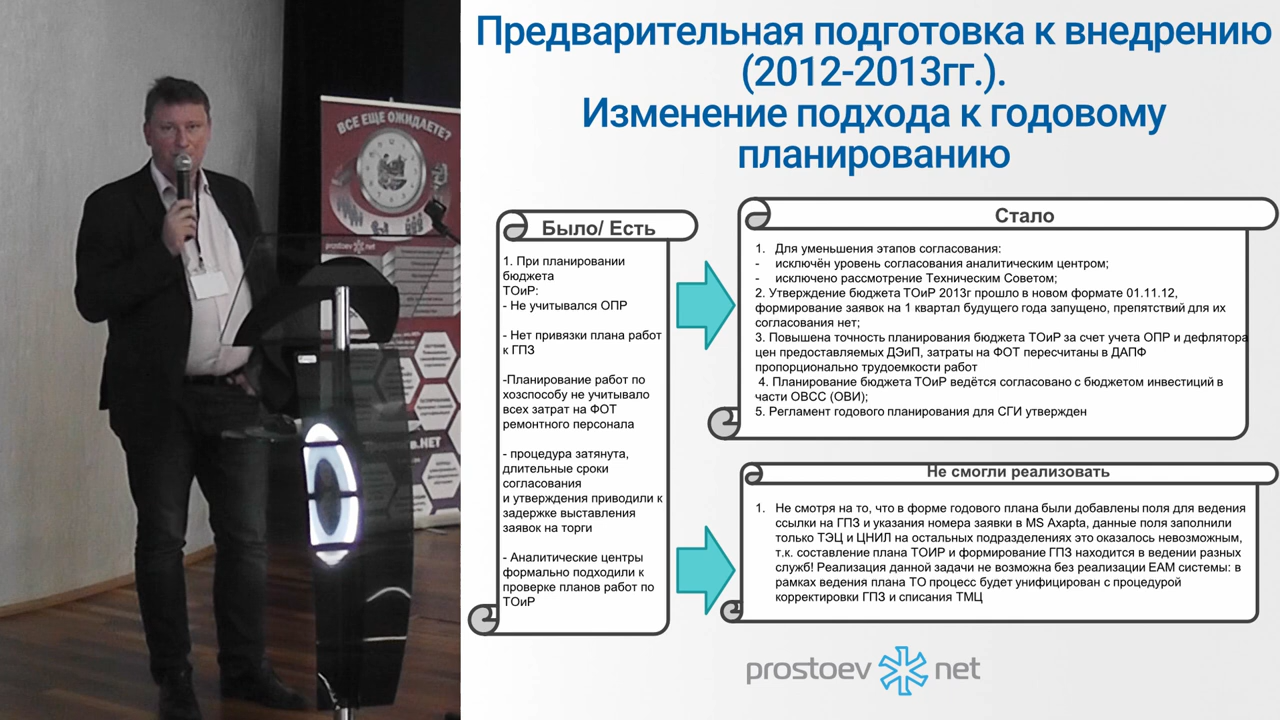 Предварительная подготовка к внедрению
(2012-2013гг.).
Изменение подхода к годовому
планированию
ВСЕ ЕЩЕ ОЖИДАЕТЕ?
prostoev net
Было/ Есть
1. При планировании
бюджета
ТОиР:
- Не учитывался ОПР
- Нет привязки плана работ
к ГПЗ
-Планирование работ по
хозспособу не учитывало
всех затрат на ФОТ
ремонтного персонала
- процедура затянута,
длительные сроки
согласования
и утверждения приводили к
задержке выставления
заявок на торги
- Аналитические центры
формально подходили к
проверке планов работ по
ТОиР
Стало
1. Для уменьшения этапов согласования:
- исключён уровень согласования аналитическим центром;
- исключено рассмотрение Техническим Советом;
2. Утверждение бюджета ТОиР 2013г прошло в новом формате 01.11.12,
формирование заявок на 1 квартал будущего года запущено, препятствий для их
согласования нет;
3. Повышена точность планирования бюджета ТОиР за счет учета ОПР и дефлятора
цен предоставляемых ДЭиП, затраты на ФОТ пересчитаны в ДАПФ
пропорционально трудоемкости работ
4. Планирование бюджета ТОиР ведётся согласовано с бюджетом инвестиций в
части ОВСС (ОВИ);
5. Регламент годового планирования для СГИ утвержден
Не смогли реализовать
1. Не смотря на то, что в форме годового плана были добавлены поля для ведения
ссылки на ГПЗ и указания номера заявки в MS Axapta, данные поля заполнили
только ТЭЦ и ЦНИЛ на остальных подразделениях это оказалось невозможным,
т.к. составление плана ТОИР и формирование ГПЗ находится в ведении разных
служб! Реализация данной задачи не возможна без реализации ЕАМ системы: в
рамках ведения плана ТО процесс будет унифицирован с процедурой
корректировки ГПЗ и списания ТМЦ
prostoev net